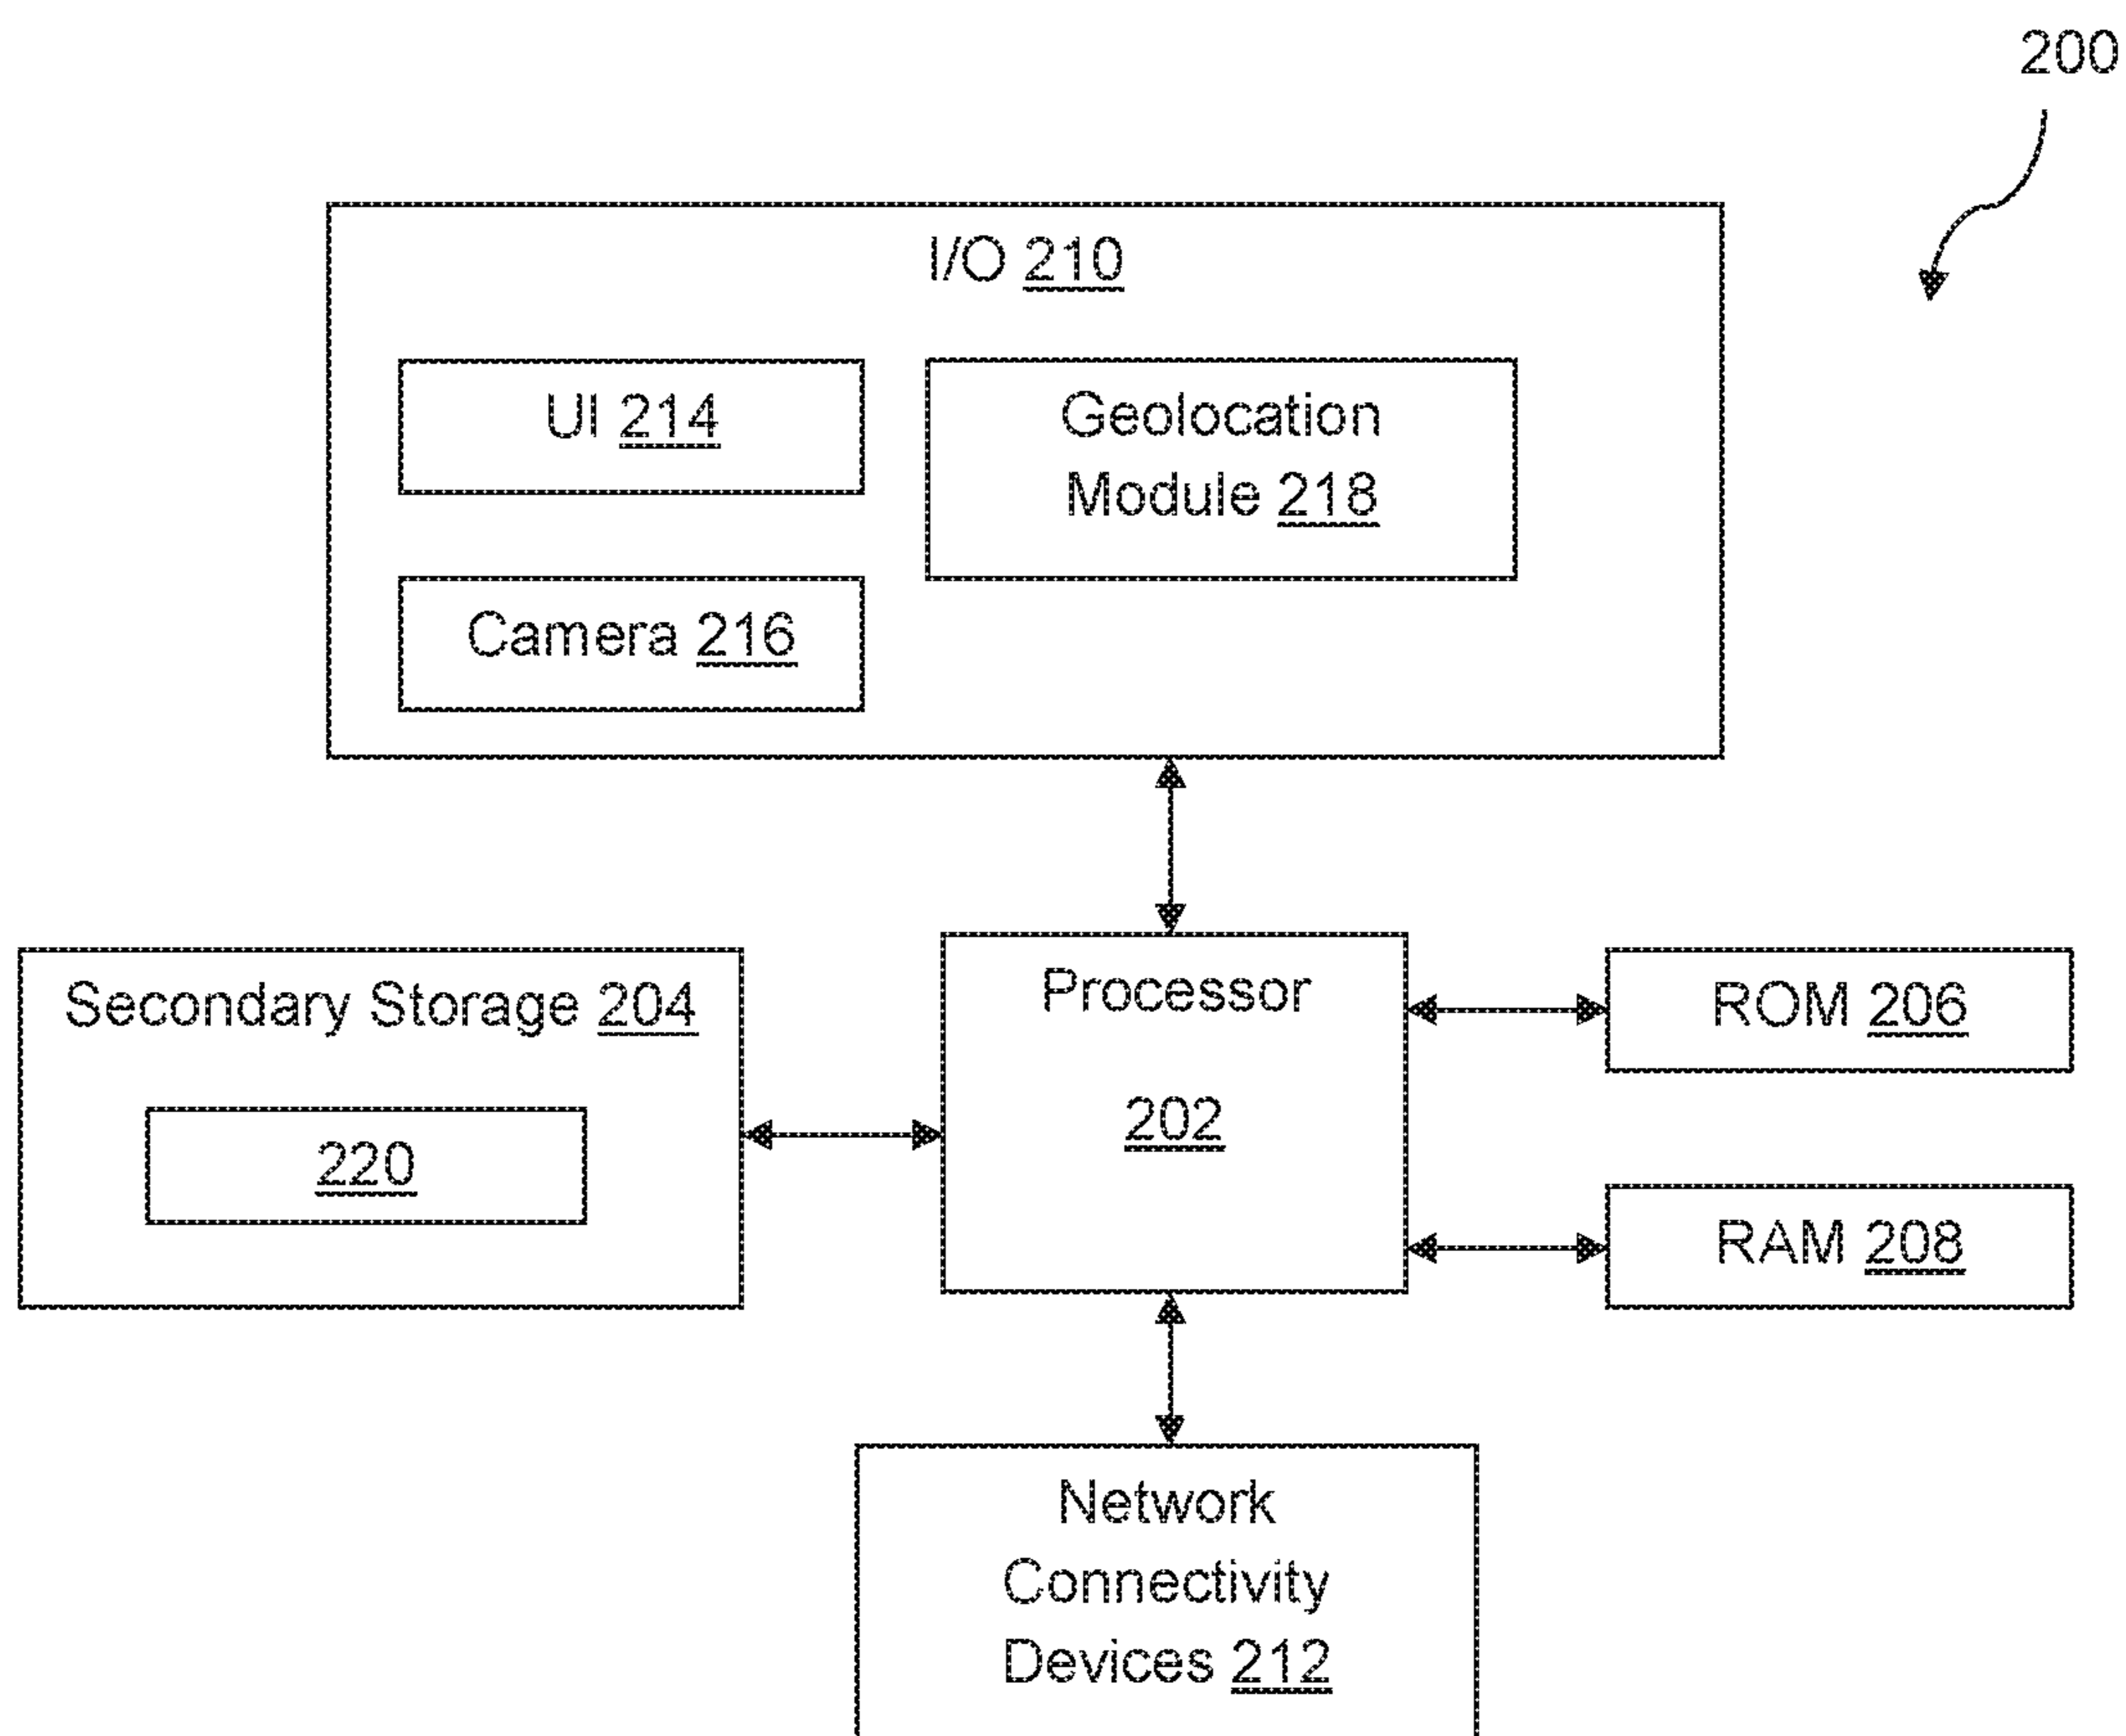 200
I/O 210
UI 214
Geolocation
Module 218
Camera 216
Secondary Storage 204
220
Processor
202
ROM 206
RAM 208
Network
Connectivity
Devices 212